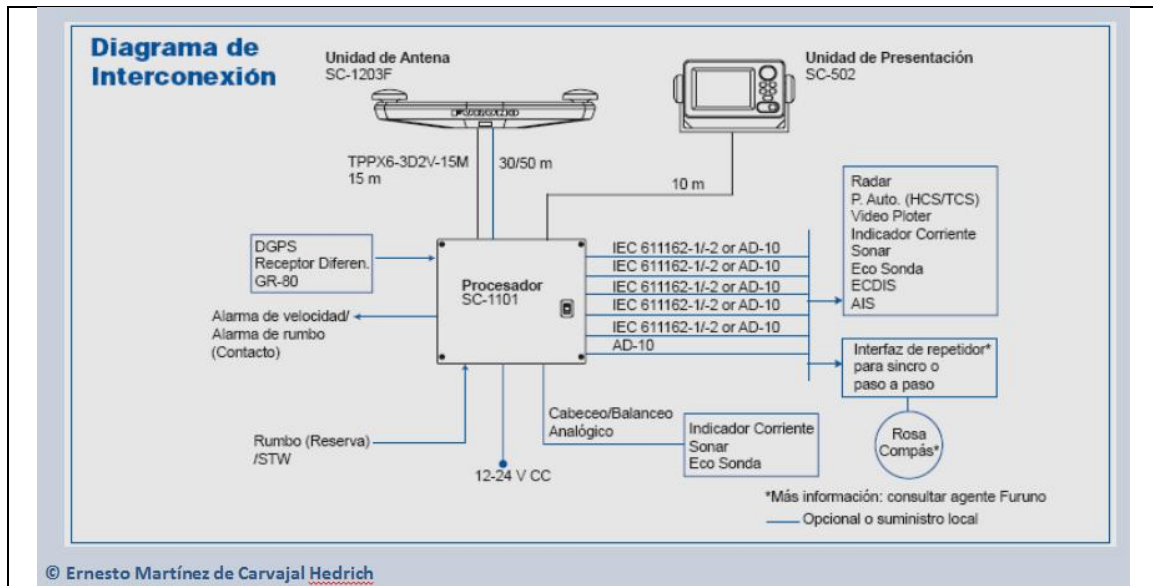 Diagrama de
Interconexión
Unidad de Antena
SC-1203F
FURUNO
Unidad de Presentación
SC-502
TPPX6-3D2V-15M
15 m
30/50 m
10 m
DGPS
Receptor Diferen.
GR-80
Alarma de velocidad/
Alarma de rumbo
(Contacto)
Rumbo (Reserva)
/STW
Procesador
SC-1101
12-24 V CC
IEC 611162-1/-2 or AD-10
IEC 611162-1/-2 or AD-10
IEC 611162-1/-2 or AD-10
IEC 611162-1/-2 or AD-10
IEC 611162-1/-2 or AD-10
AD-10
Radar
P. Auto. (HCS/TCS)
Video Ploter
Indicador Corriente
Sonar
Eco Sonda
ECDIS
AIS
Interfaz de repetidor*
para sincro o
paso a paso
Rosa
Compás*
Cabeceo/Balanceo
Analógico
Indicador Corriente
Sonar
Eco Sonda
*Más información: consultar agente Furuno
Opcional o suministro local
© Ernesto Martínez de Carvajal Hedrich